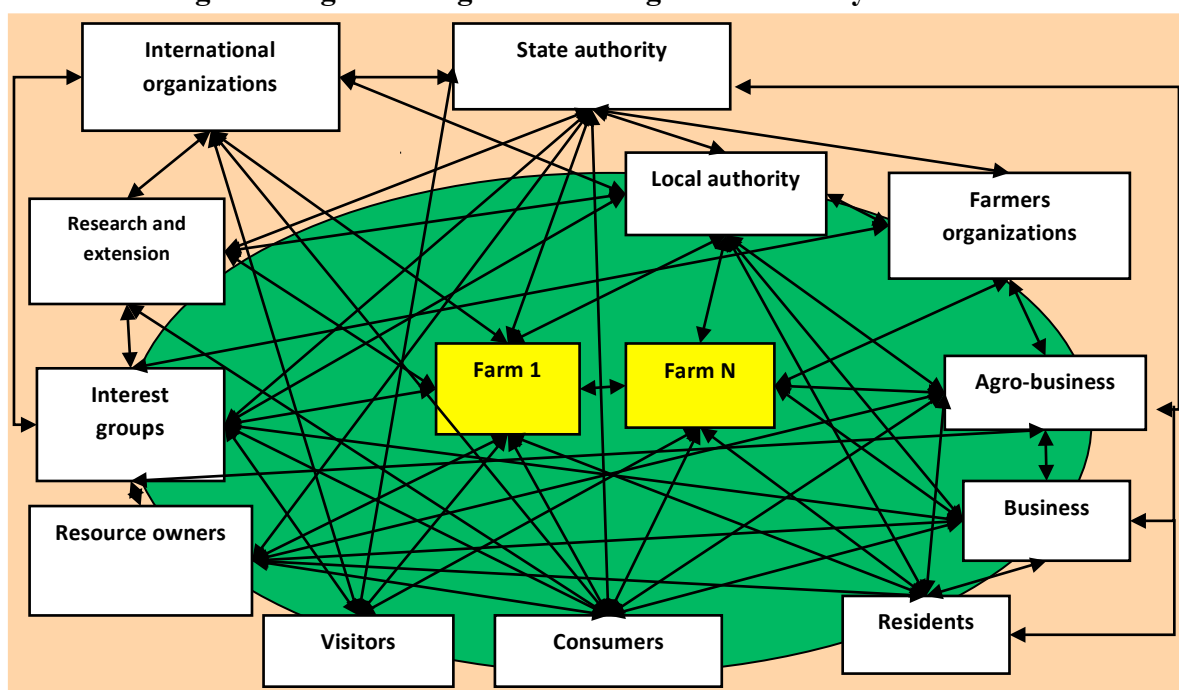 International
organizations
State authority
Local authority
Farmers
organizations
Research and
extension
Farm 1
Farm N
Agro-business
Interest
groups
Business
Resource owners
Residents
Visitors
Consumers